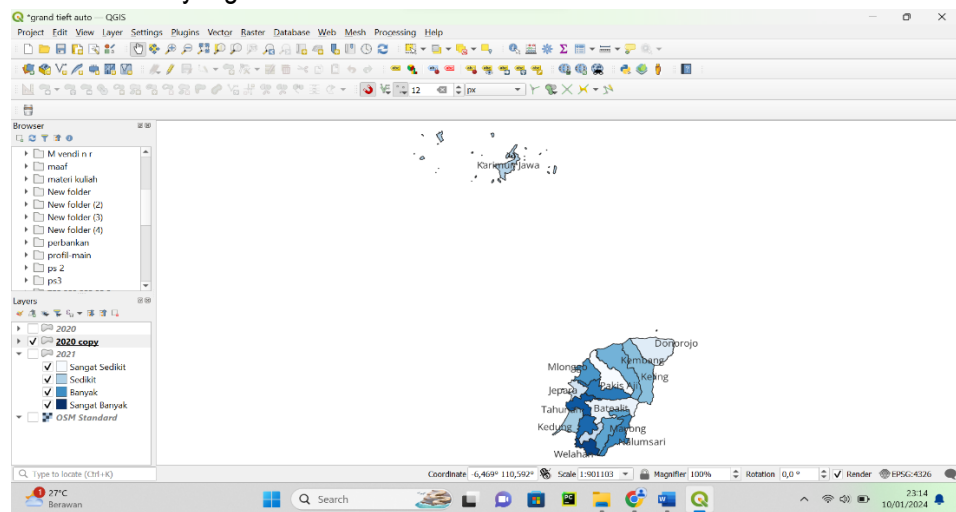 *grand tieft auto — QGIS
Project Edit View Layer Settings Plugins Vector Raster Database Web Mesh Processing Help
12 px
Browser
M vendi n r
maaf
materi kuliah
New folder
New folder (2)
New folder (3)
New folder (4)
perbankan
profil-main
ps 2
ps3
Layers
2020
2020 copy
2021
Sangat Sedikit
Sedikit
Banyak
Sangat Banyak
OSM Standard
Karimun Jawa
Donorojo
Kembang
Keling
Mlonggo
Pakis Aji
Jepara
Tahunan
Batealit
Kedung
Mayong
Nalumsari
Welahan
Type to locate (Ctrl+K)
Coordinate -6,469° 110,592° Scale 1:901103 Magnifier 100% Rotation 0,0 ° Render EPSG:4326
1
27°C
Berawan
Search
23:14
10/01/2024